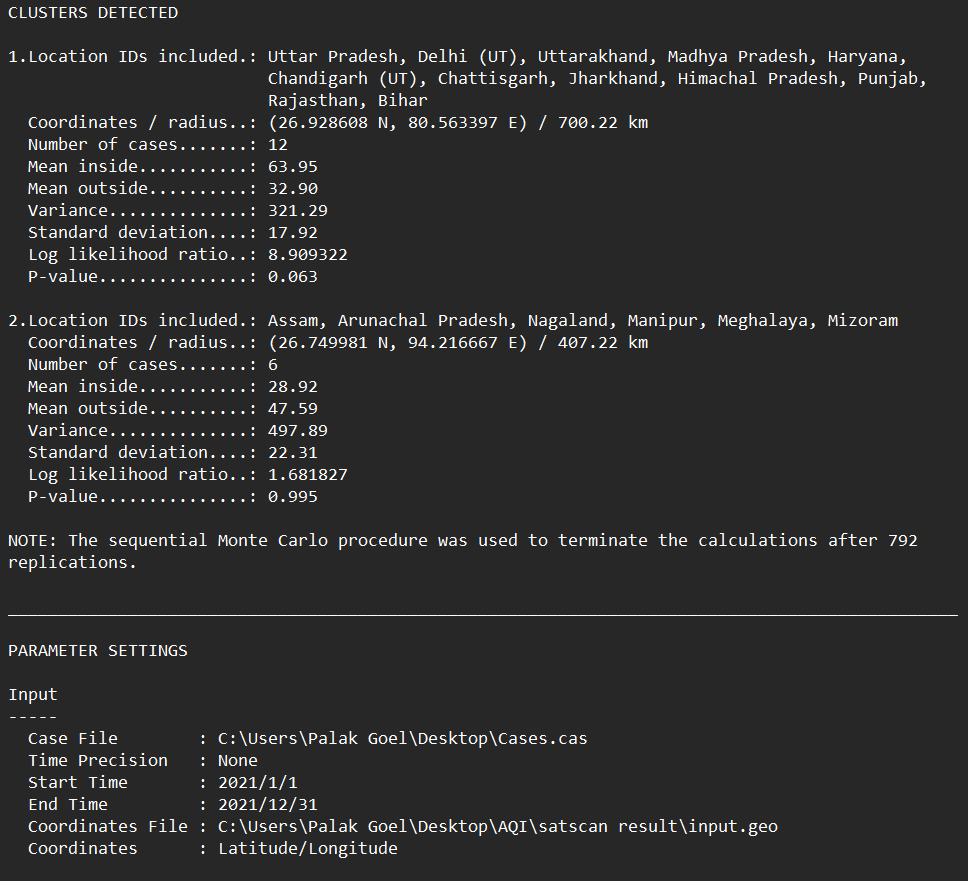 CLUSTERS DETECTED
1.Location IDs included.: Uttar Pradesh, Delhi (UT), Uttarakhand, Madhya Pradesh, Haryana,
Chandigarh (UT), Chattisgarh, Jharkhand, Himachal Pradesh, Punjab,
Rajasthan, Bihar
Coordinates / radius..: (26.928608 N, 80.563397 E) / 700.22 km
Number of cases.......: 12
Mean inside...........: 63.95
Mean outside..........: 32.90
Variance..............: 321.29
Standard deviation....: 17.92
Log likelihood ratio..: 8.909322
P-value...............: 0.063
2.Location IDs included.: Assam, Arunachal Pradesh, Nagaland, Manipur, Meghalaya, Mizoram
Coordinates / radius..: (26.749981 N, 94.216667 E) / 407.22 km
Number of cases.......: 6
Mean inside...........: 28.92
Mean outside..........: 47.59
Variance..............: 497.89
Standard deviation....: 22.31
Log likelihood ratio..: 1.681827
P-value...............: 0.995
NOTE: The sequential Monte Carlo procedure was used to terminate the calculations after 792
replications.
PARAMETER SETTINGS
Input
-----
Case File : C:\Users\Palak Goel\Desktop\Cases.cas
Time Precision : None
Start Time : 2021/1/1
End Time : 2021/12/31
Coordinates File : C:\Users\Palak Goel\Desktop\AQI\satscan result\input.geo
Coordinates : Latitude/Longitude